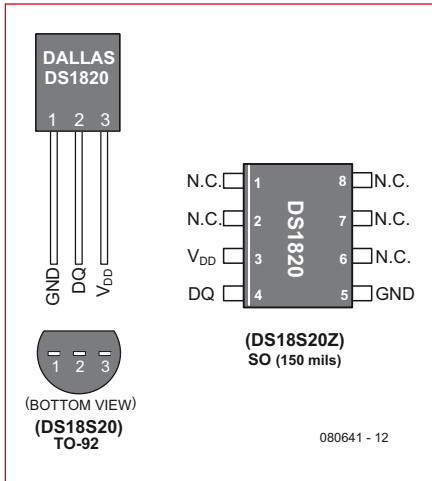 DALLAS
DS1820
1 2 3
GND
DQ
VDD
1 2 3
(BOTTOM VIEW)
(DS18S20)
TO-92
N.C. 1
N.C. 2
VDD 3
DQ 4
DS1820
8 N.C.
7 N.C.
6 N.C.
5 GND
(DS18S20Z)
SO (150 mils)
080641 - 12